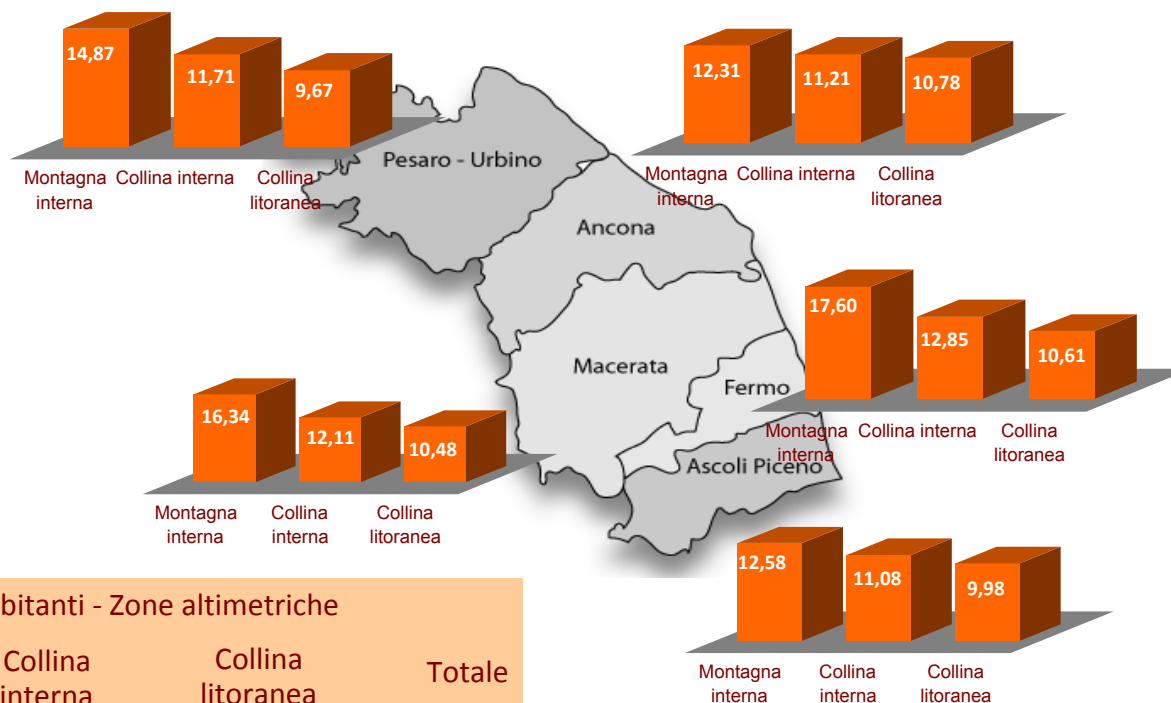 14,87
11,71
9,67
Montagna interna
Collina interna
Collina litoranea
12,31
11,21
10,78
Montagna interna
Collina interna
Collina litoranea
Pesaro - Urbino
Ancona
Macerata
Fermo
Ascoli Piceno
17,60
12,85
10,61
Montagna interna
Collina interna
Collina litoranea
16,34
12,11
10,48
Montagna interna
Collina interna
Collina litoranea
12,58
11,08
9,98
Montagna interna
Collina interna
Collina litoranea
bitanti - Zone altimetriche
Collina interna
Collina litoranea
Totale